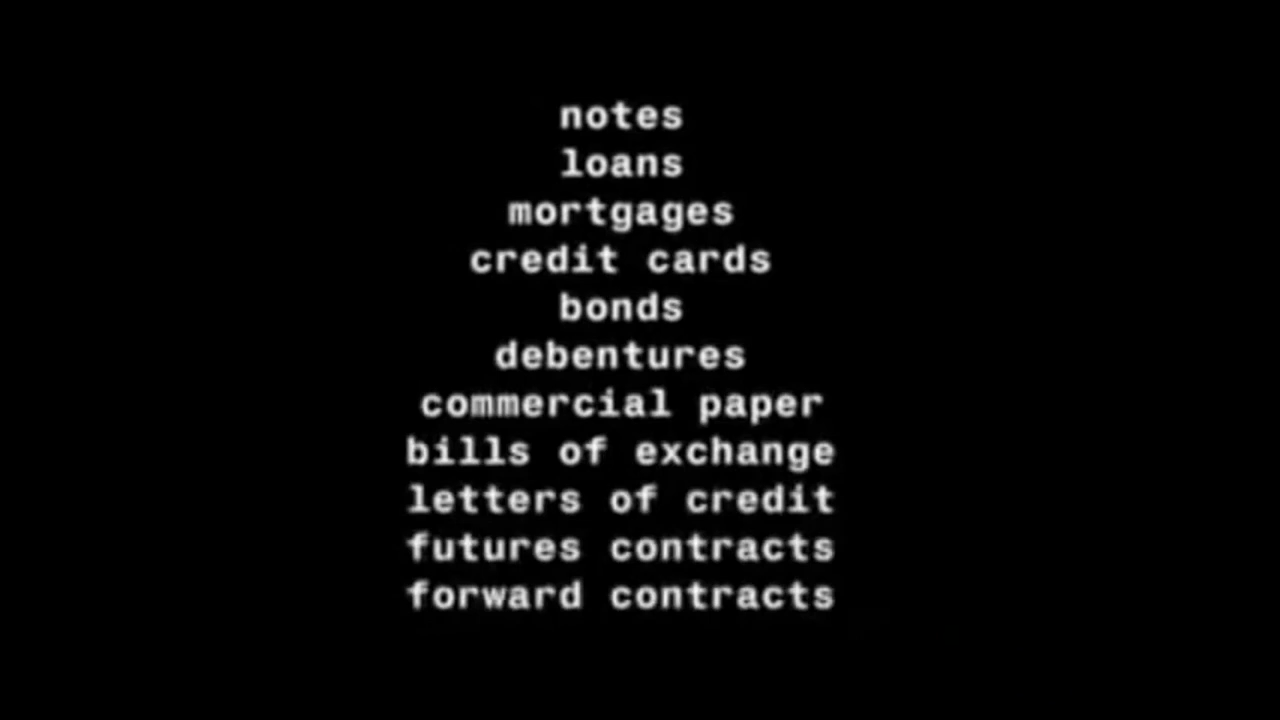 notes
loans
mortgages
credit cards
bonds
debentures
commercial paper
bills of exchange
letters of credit
futures contracts
forward contracts